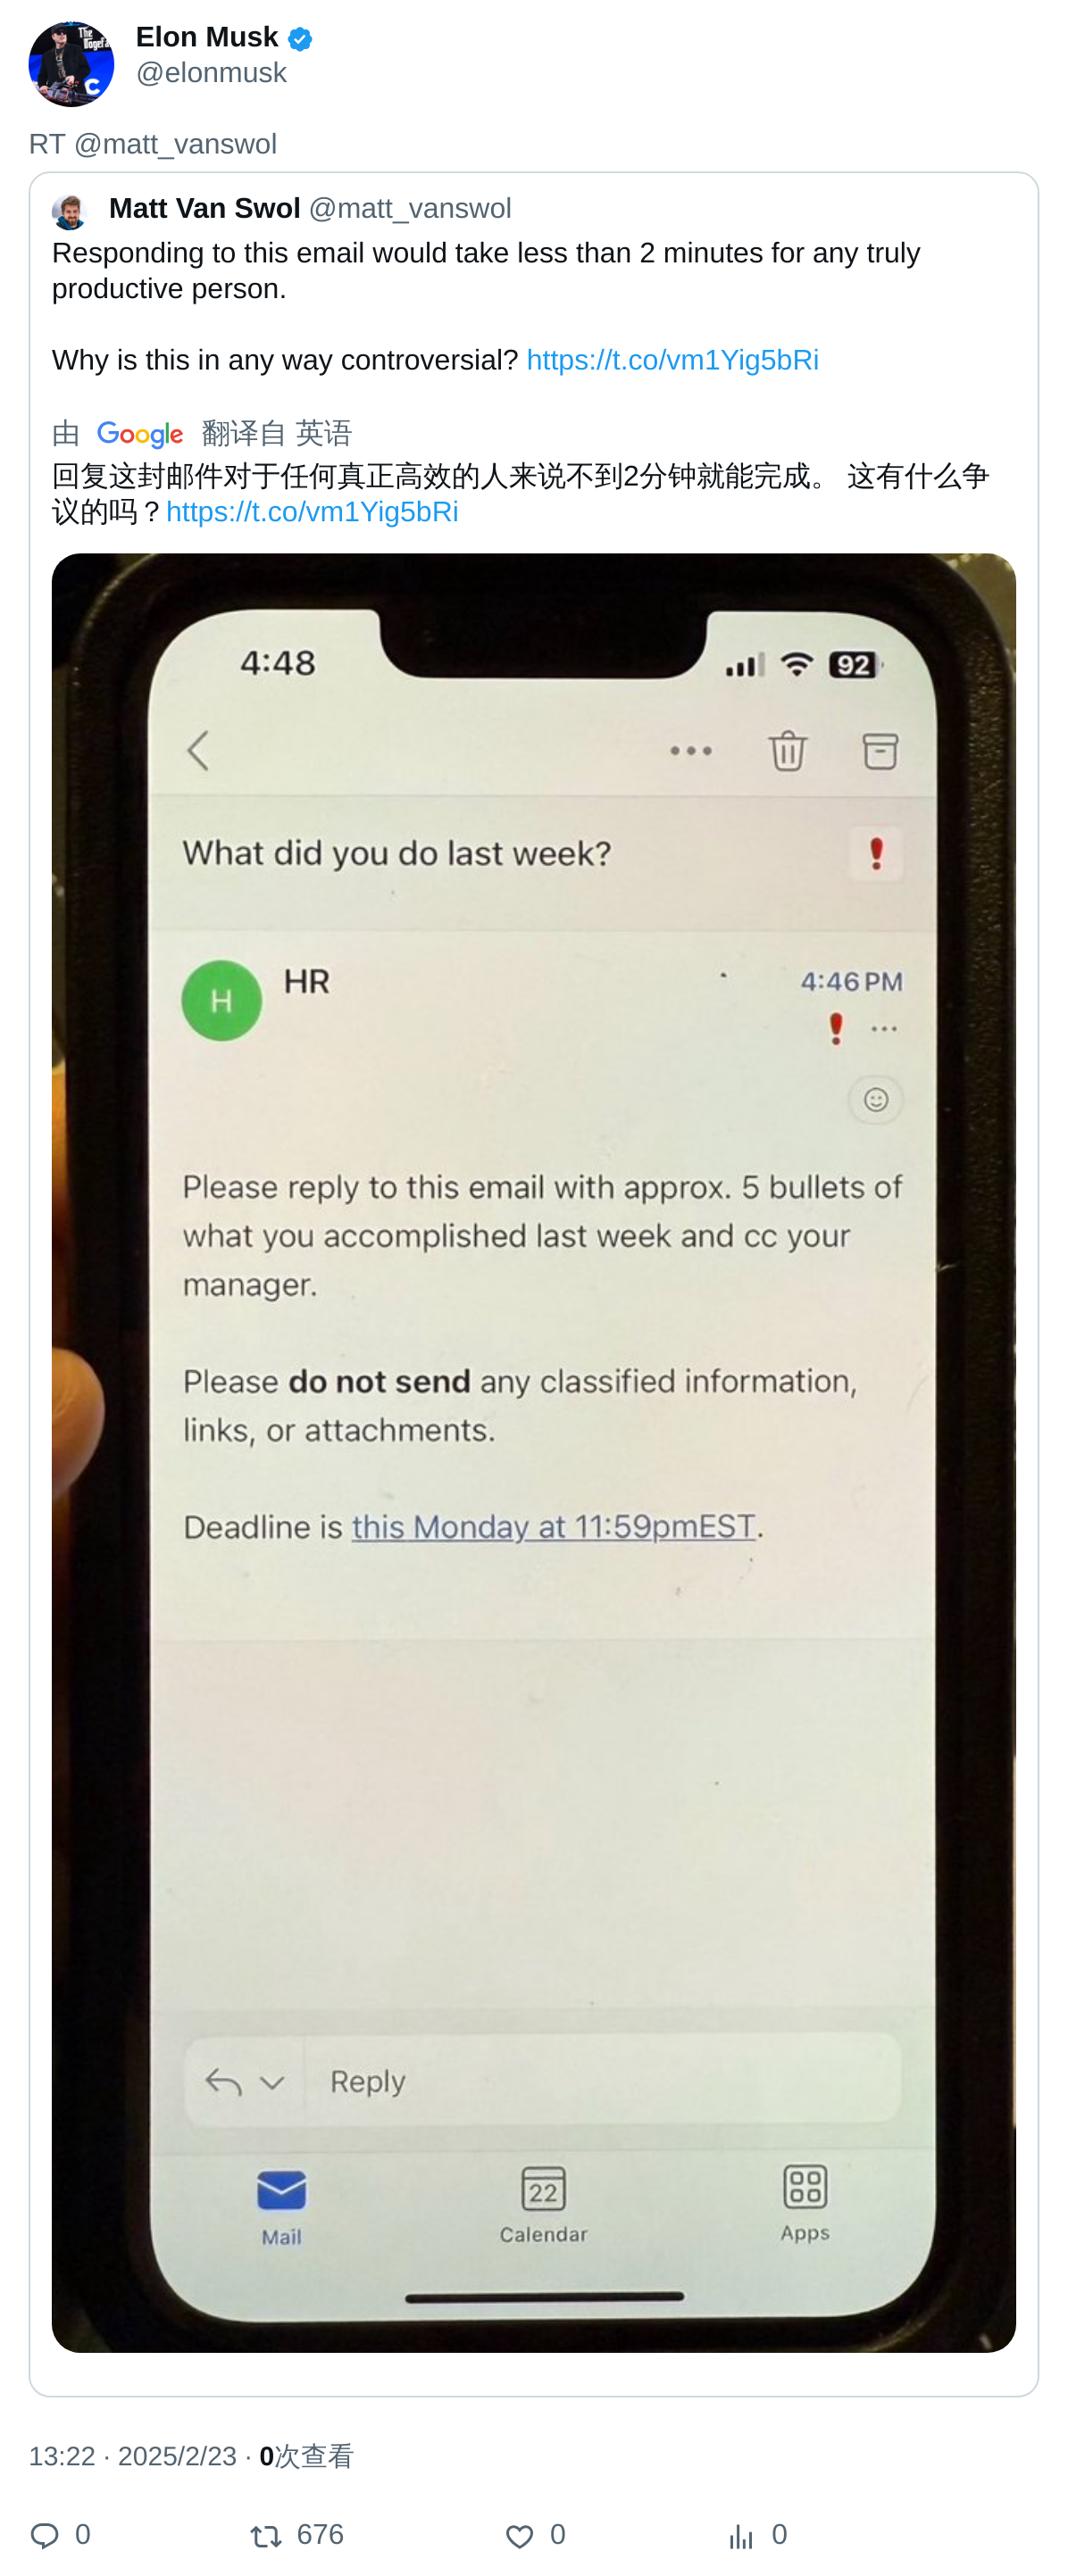 The
Doge
C
Elon Musk
@elonmusk
RT @matt_vanswol
Matt Van Swol @matt_vanswol
Responding to this email would take less than 2 minutes for any truly
productive person.
Why is this in any way controversial? https://t.co/vm1Yig5bRi
由 Google 翻译自 英语
回复这封邮件对于任何真正高效的人来说不到2分钟就能完成。 这有什么争
议的吗？https://t.co/vm1Yig5bRi
4:48
92
What did you do last week?
H
HR
4:46 PM
Please reply to this email with approx. 5 bullets of
what you accomplished last week and cc your
manager.
Please do not send any classified information,
links, or attachments.
Deadline is this Monday at 11:59pmEST.
Reply
22
Mail
Calendar
Apps
13:22 · 2025/2/23 · 0次查看
0
676
0
0